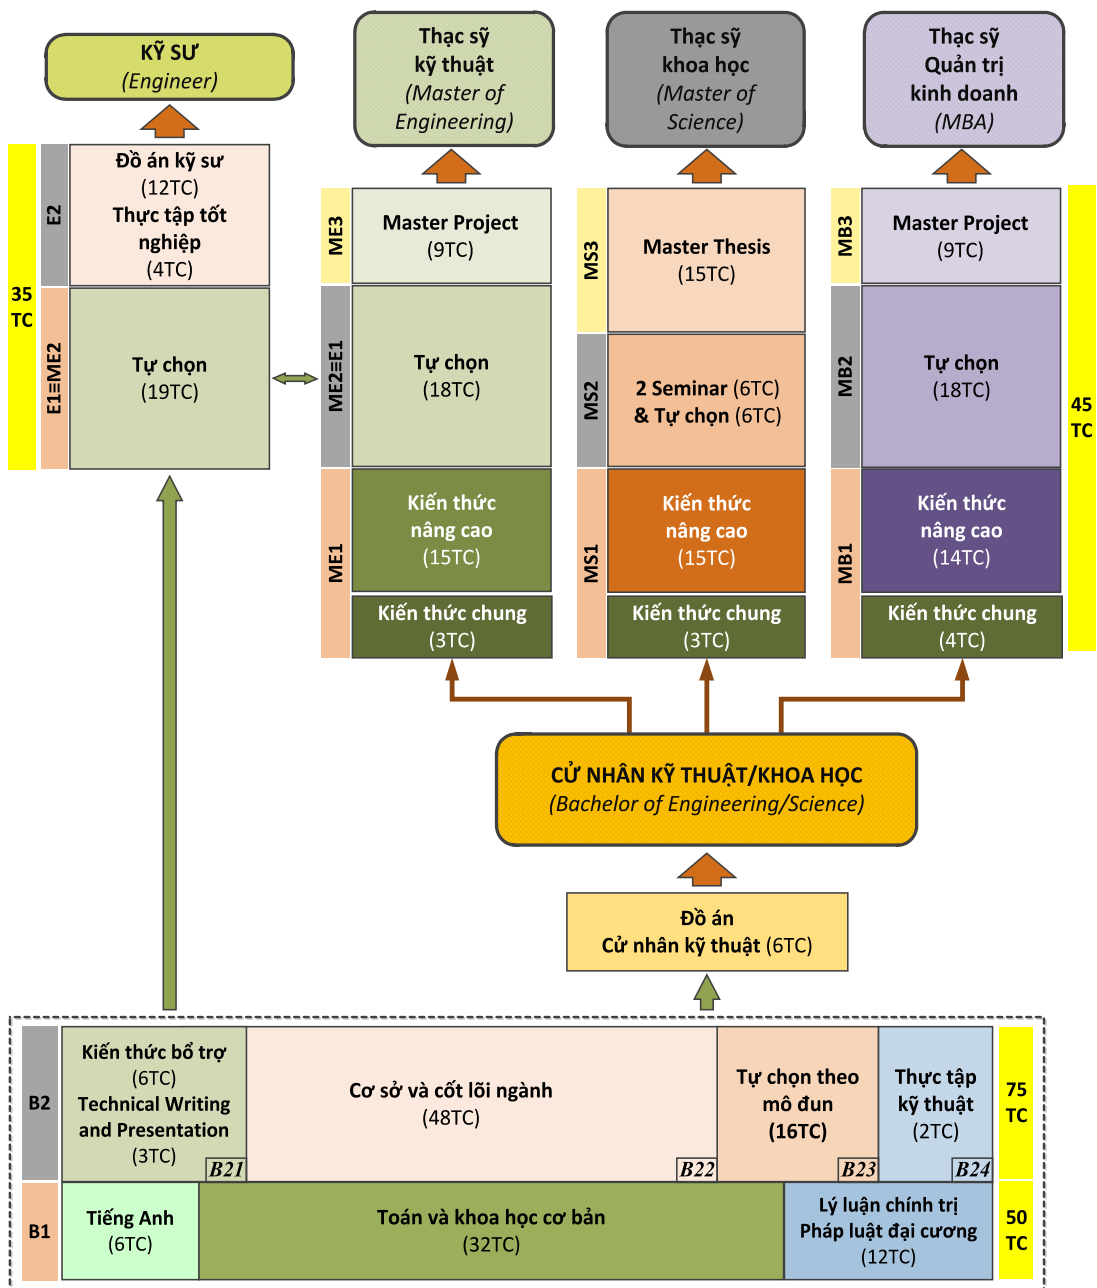 KỸ SƯ
(Engineer)
Thạc sỹ
kỹ thuật
(Master of
Engineering)
Thạc sỹ
khoa học
(Master of
Science)
Thạc sỹ
Quản trị
kinh doanh
(MBA)
35
TC
E2
Đồ án kỹ sư
(12TC)
Thực tập tốt
nghiệp
(4TC)
E1≡ME2
Tự chọn
(19TC)
ME3
Master Project
(9TC)
ME2≡E1
Tự chọn
(18TC)
ME1
Kiến thức
nâng cao
(15TC)
Kiến thức chung
(3TC)
MS3
Master Thesis
(15TC)
MS2
2 Seminar (6TC)
& Tự chọn (6TC)
MS1
Kiến thức
nâng cao
(15TC)
Kiến thức chung
(3TC)
MB3
Master Project
(9TC)
MB2
Tự chọn
(18TC)
MB1
Kiến thức
nâng cao
(14TC)
Kiến thức chung
(4TC)
45
TC
CỬ NHÂN KỸ THUẬT/KHOA HỌC
(Bachelor of Engineering/Science)
Đồ án
Cử nhân kỹ thuật (6TC)
B2
Kiến thức bổ trợ
(6TC)
Technical Writing
and Presentation
(3TC)
B21
Cơ sở và cốt lõi ngành
(48TC)
B22
Tự chọn theo
mô đun
(16TC)
B23
Thực tập
kỹ thuật
(2TC)
B24
75
TC
B1
Tiếng Anh
(6TC)
Toán và khoa học cơ bản
(32TC)
Lý luận chính trị
Pháp luật đại cương
(12TC)
50
TC